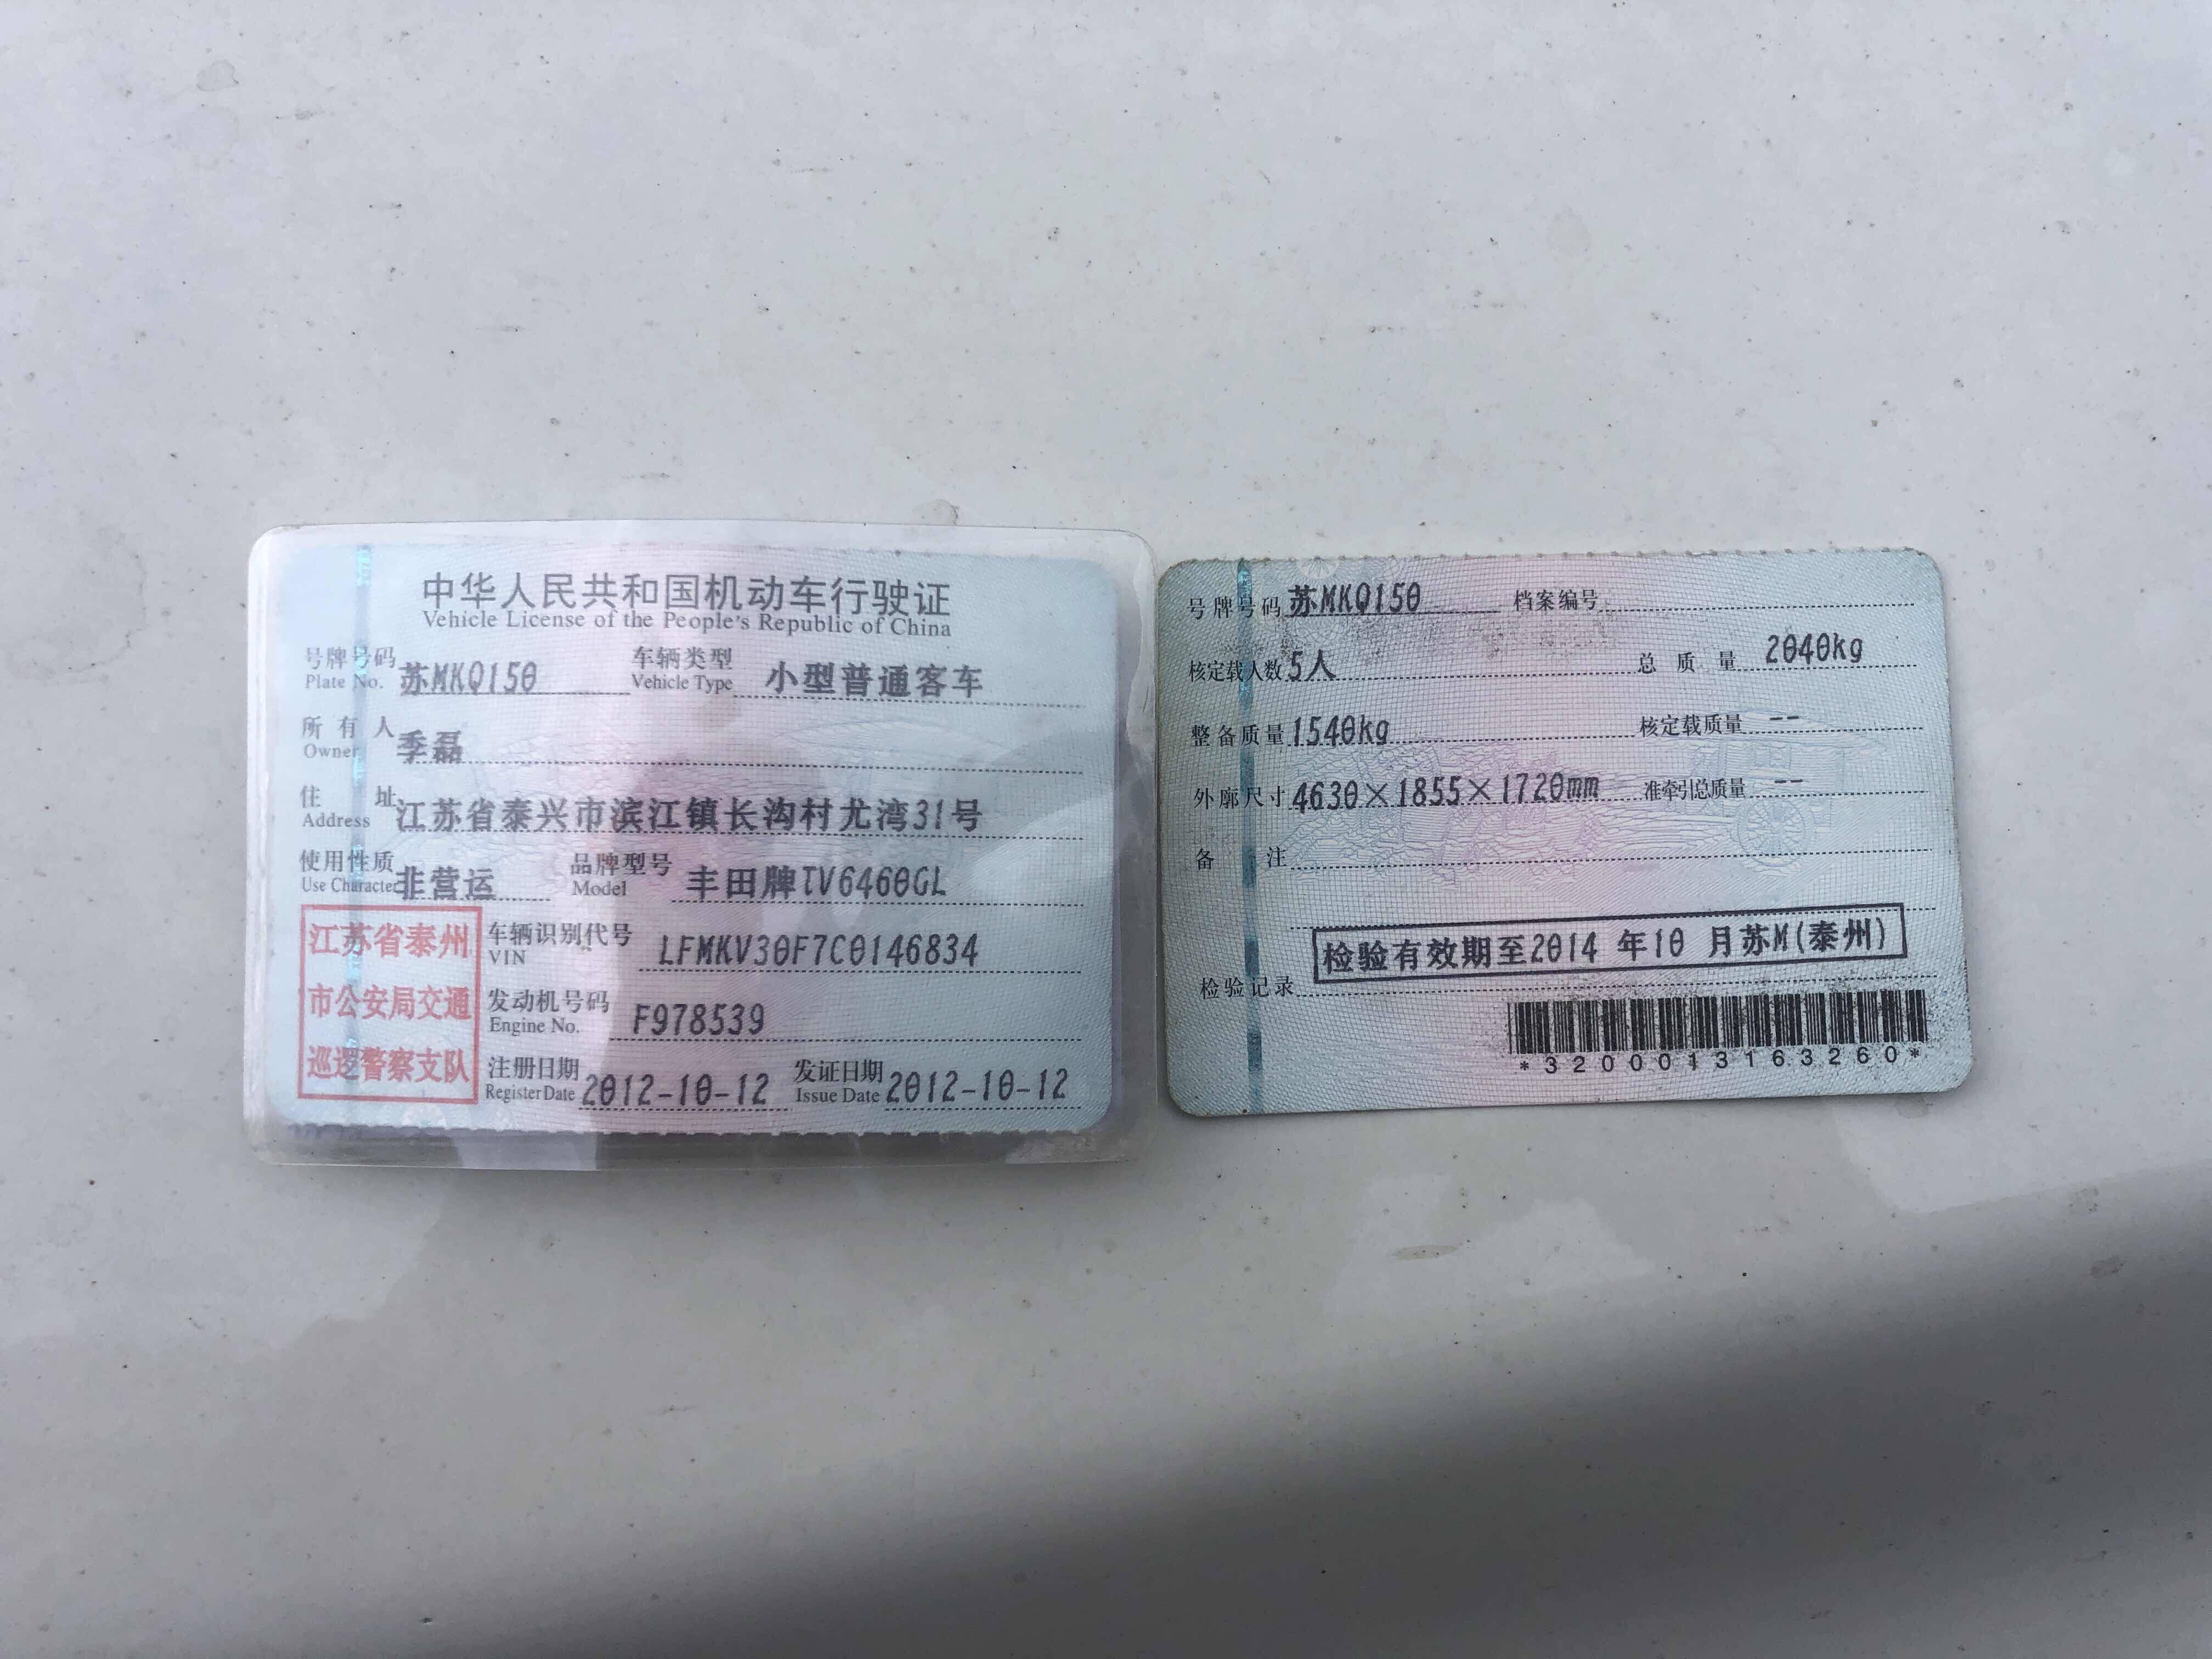 中华人民共和国机动车行驶证
Vehicle License of the People's Republic of China
号牌号码 苏MKQ150 车辆类型 小型普通客车
Plate No. Vehicle Type
所有人 季磊
Owner
住址 江苏省泰兴市滨江镇长沟村尤湾31号
Address
使用性质 非营运 品牌型号 丰田牌TV6460GL
Use Character Model
江苏省泰州
市公安局交通
巡逻警察支队
车辆识别代号 LFMKV30F7C0146834
VIN
发动机号码 F978539
Engine No.
注册日期 2012-10-12 发证日期 2012-10-12
Register Date Issue Date
号牌号码 苏MKQ150 档案编号
核定载人数 5人 总质量 2040kg
整备质量 1540kg 核定载质量 --
外廓尺寸 4630×1855×1720mm 准牵引总质量 --
备注
检验记录 检验有效期至2014年10月苏M(泰州)
*3200013163260*